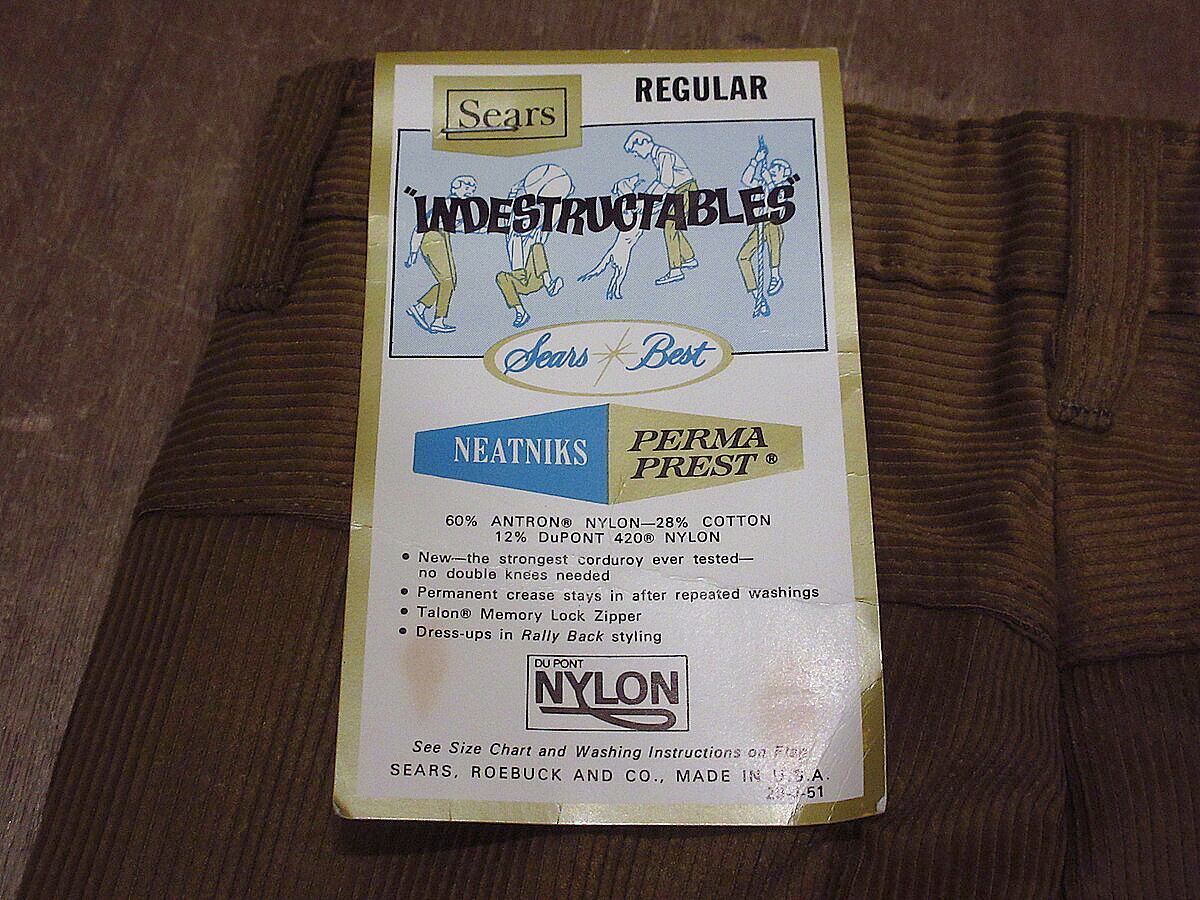 Sears
REGULAR
"INDESTRUCTABLES"
Sears Best
NEATNIKS
PERMA
PREST ®
60% ANTRON® NYLON—28% COTTON
12% DuPONT 420® NYLON
• New—the strongest corduroy ever tested—
no double knees needed
• Permanent crease stays in after repeated washings
• Talon® Memory Lock Zipper
• Dress-ups in Rally Back styling
DU PONT
NYLON
See Size Chart and Washing Instructions on Flap
SEARS, ROEBUCK AND CO., MADE IN U.S.A.